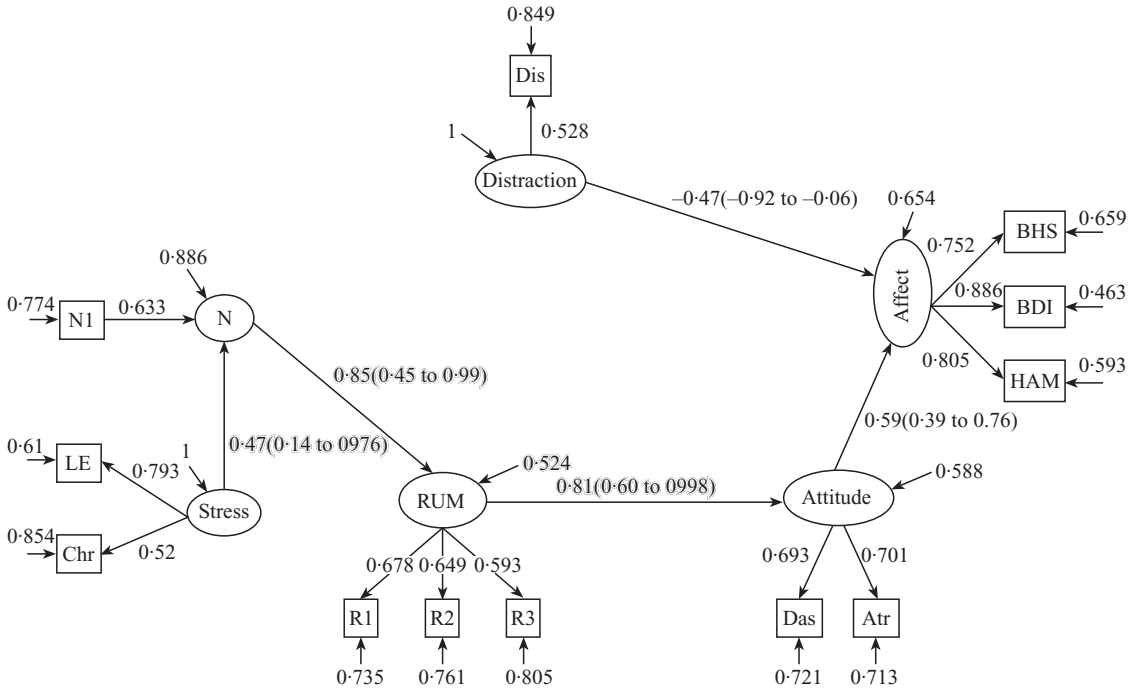 0·849
Dis
1
0·528
Distraction
–0·47(–0·92 to –0·06)
0·654
0·659
BHS
0·752
0·886
0·886
0·463
BDI
Affect
0·774
N1
0·633
N
0·805
0·593
HAM
0·85(0·45 to 0·99)
0·59(0·39 to 0.76)
0·61
LE
0·793
1
0·47(0·14 to 0976)
0·524
0·588
RUM
0·81(0·60 to 0998)
Attitude
Stress
0·854
Chr
0·52
0·678
0·649
0·593
0·693
0·701
R1
R2
R3
Das
Atr
0·735
0·761
0·805
0·721
0·713